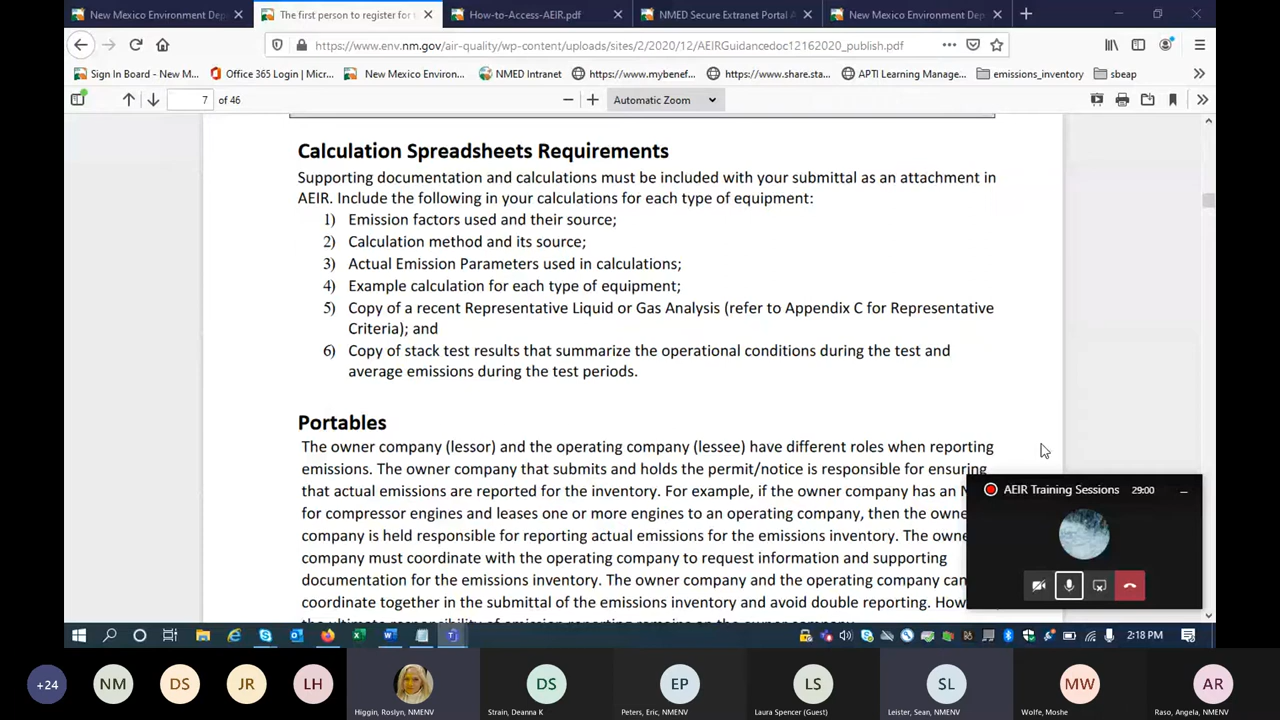 New Mexico Environment Dep
The first person to register for t
How-to-Access-AEIR.pdf
NMED Secure Extranet Portal A
New Mexico Environment Dep
https://www.env.nm.gov/air-quality/wp-content/uploads/sites/2/2020/12/AEIRGuidancedoc12162020_publish.pdf
Sign In Board - New M...
Office 365 Login | Micr...
New Mexico Environ...
NMED Intranet
https://www.mybenef...
https://www.share.sta...
APTI Learning Manage...
emissions_inventory
sbeap
7 of 46
Automatic Zoom
Calculation Spreadsheets Requirements
Supporting documentation and calculations must be included with your submittal as an attachment in
AEIR. Include the following in your calculations for each type of equipment:
1) Emission factors used and their source;
2) Calculation method and its source;
3) Actual Emission Parameters used in calculations;
4) Example calculation for each type of equipment;
5) Copy of a recent Representative Liquid or Gas Analysis (refer to Appendix C for Representative
Criteria); and
6) Copy of stack test results that summarize the operational conditions during the test and
average emissions during the test periods.
Portables
The owner company (lessor) and the operating company (lessee) have different roles when reporting
emissions. The owner company that submits and holds the permit/notice is responsible for ensuring
that actual emissions are reported for the inventory. For example, if the owner company has an N
for compressor engines and leases one or more engines to an operating company, then the owne
company is held responsible for reporting actual emissions for the emissions inventory. The owne
company must coordinate with the operating company to request information and supporting
documentation for the emissions inventory. The owner company and the operating company can
coordinate together in the submittal of the emissions inventory and avoid double reporting. Howe
AEIR Training Sessions 29:00
2:18 PM
+24
NM
DS
JR
LH
Higgin, Roslyn, NMENV
DS
Strain, Deanna K
EP
Peters, Eric, NMENV
LS
Laura Spencer (Guest)
SL
Leister, Sean, NMENV
MW
Wolfe, Moshe
AR
Raso, Angela, NMENV